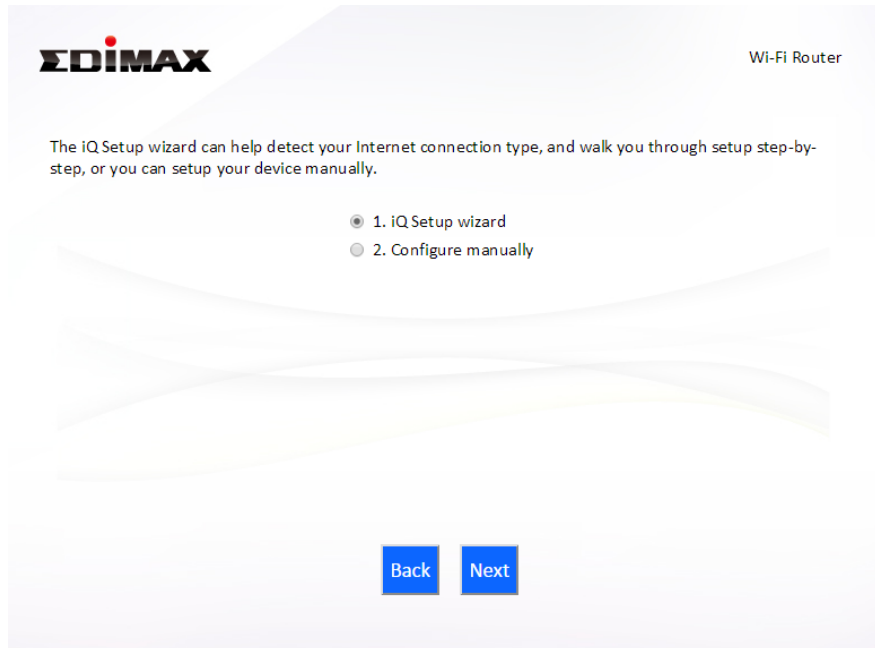 EDIMAX
Wi-Fi Router
The iQ Setup wizard can help detect your Internet connection type, and walk you through setup step-by-
step, or you can setup your device manually.
1. iQ Setup wizard
2. Configure manually
Back Next